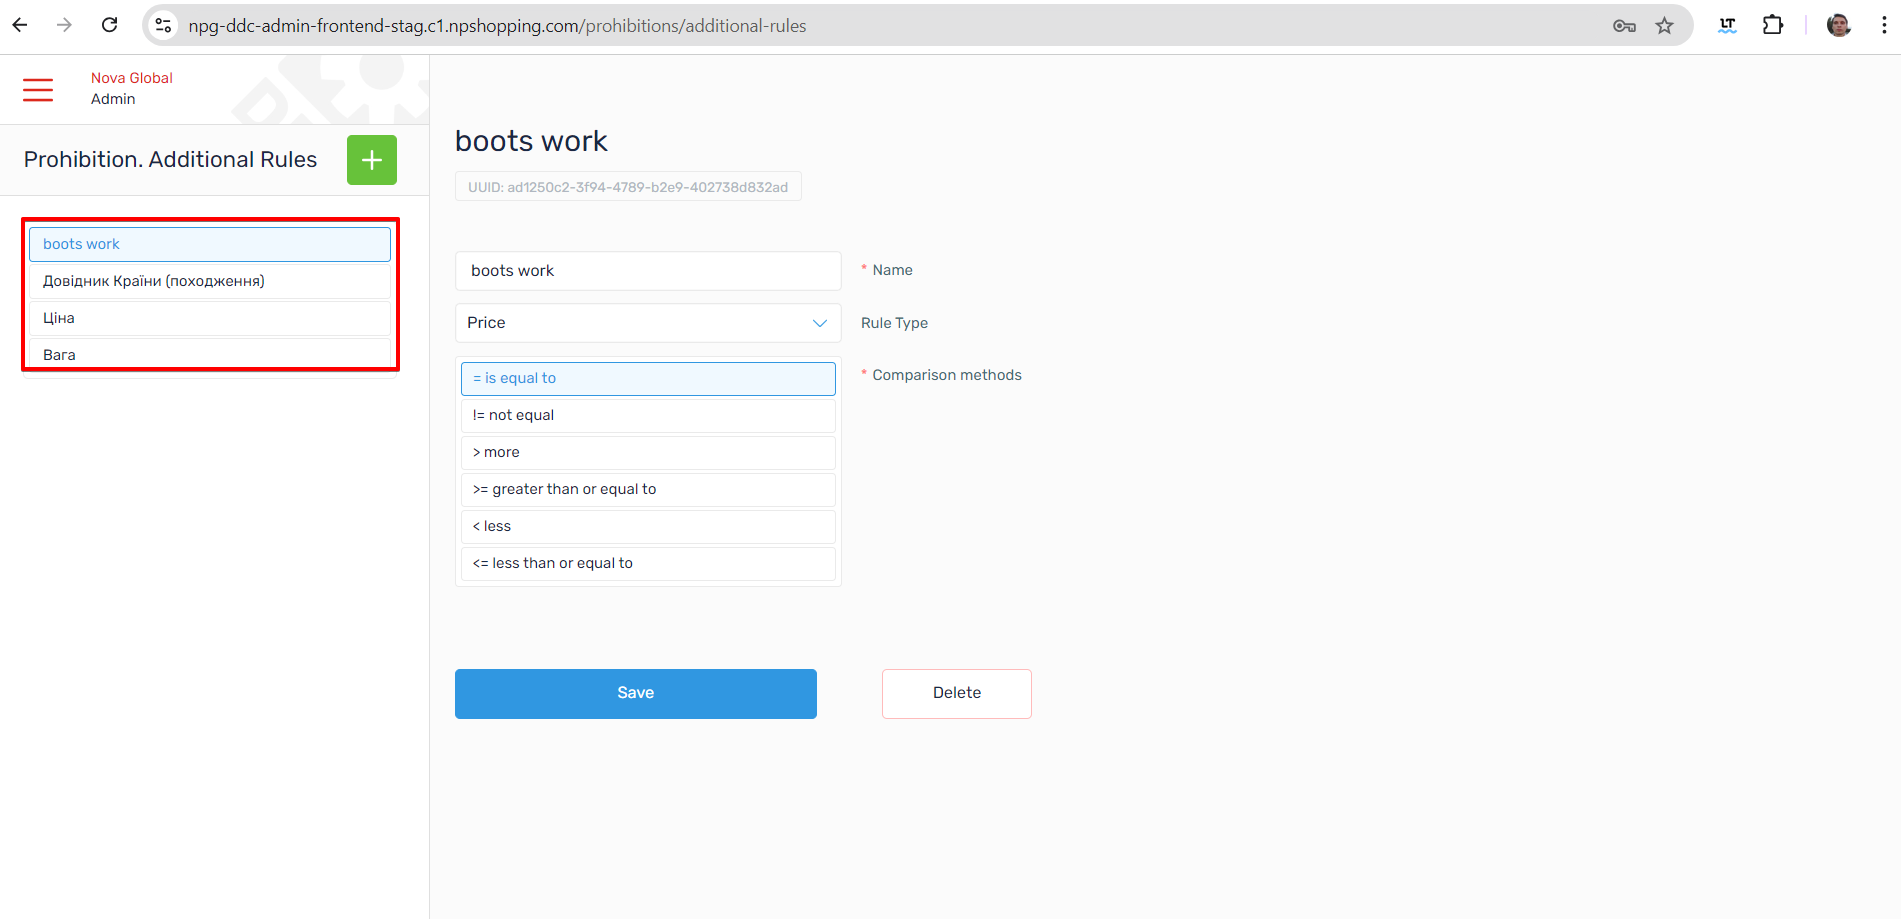 npg-ddc-admin-frontend-stag.c1.npshopping.com/prohibitions/additional-rules
LT
Nova Global
Admin
Prohibition. Additional Rules
boots work
Довідник Країни (походження)
Ціна
Вага
boots work
UUID: ad1250c2-3f94-4789-b2e9-402738d832ad
boots work
* Name
Price
Rule Type
* Comparison methods
= is equal to
!= not equal
> more
>= greater than or equal to
< less
<= less than or equal to
Save
Delete